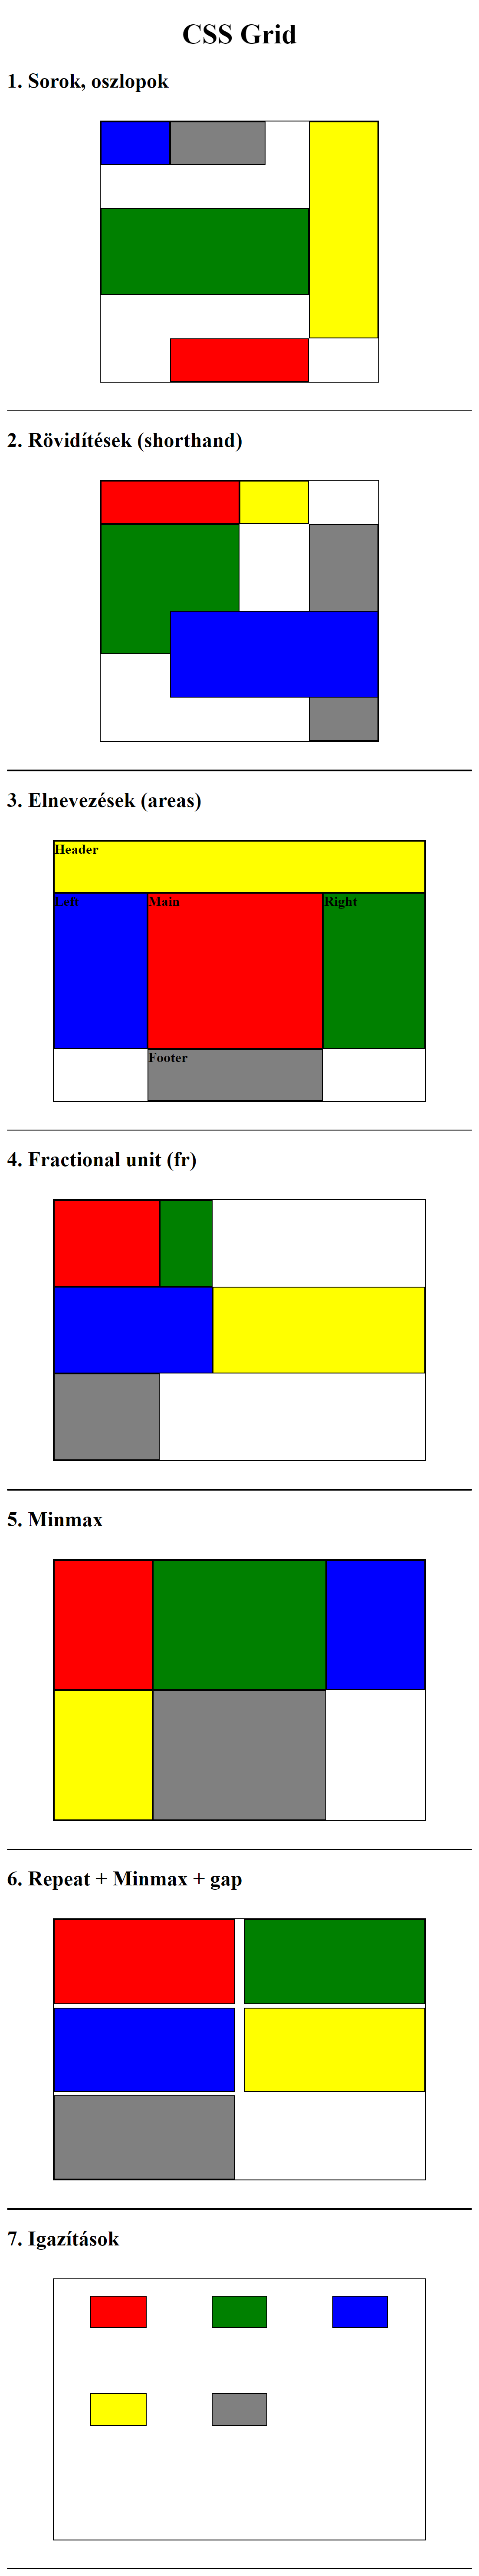 CSS Grid
1. Sorok, oszlopok
2. Rövidítések (shorthand)
3. Elnevezések (areas)
Header
Left Main Right
Footer
4. Fractional unit (fr)
5. Minmax
6. Repeat + Minmax + gap
7. Igazítások